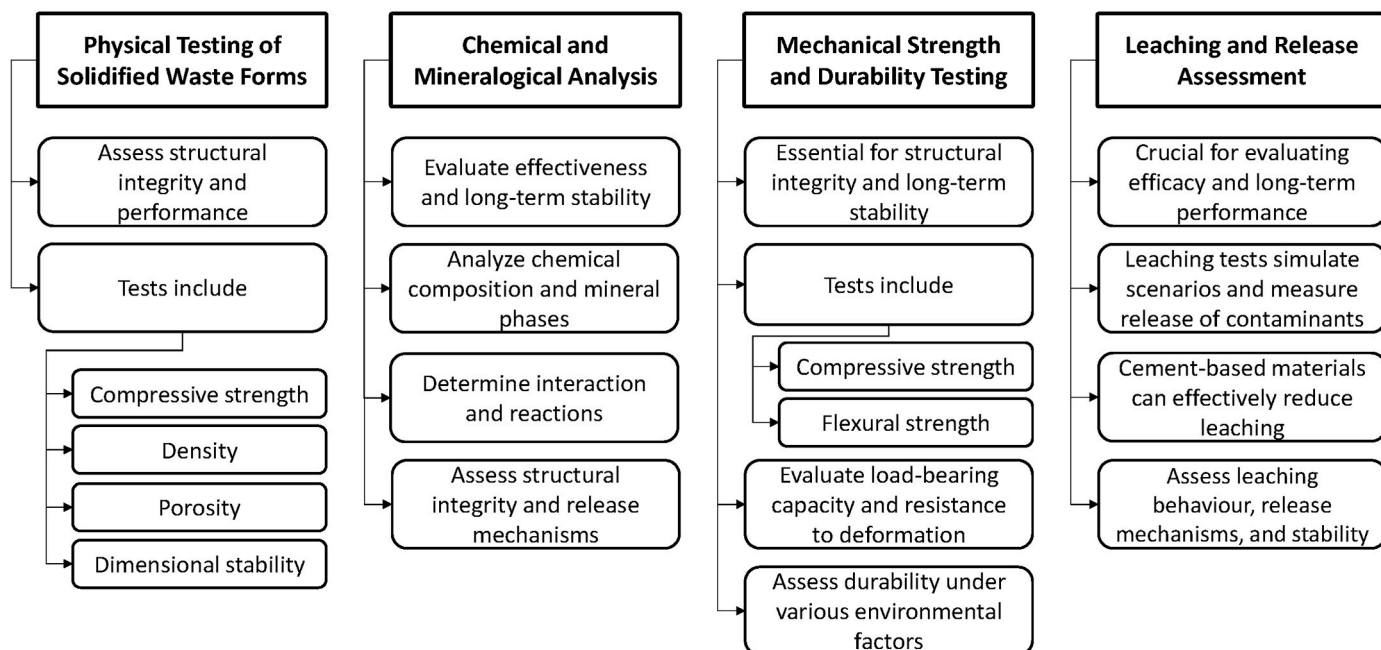 Physical Testing of
Solidified Waste Forms
Assess structural
integrity and
performance
Tests include
Compressive strength
Density
Porosity
Dimensional stability
Chemical and
Mineralogical Analysis
Evaluate effectiveness
and long-term stability
Analyze chemical
composition and mineral
phases
Determine interaction
and reactions
Assess structural
integrity and release
mechanisms
Mechanical Strength
and Durability Testing
Essential for structural
integrity and long-term
stability
Tests include
Compressive strength
Flexural strength
Evaluate load-bearing
capacity and resistance
to deformation
Assess durability under
various environmental
factors
Leaching and Release
Assessment
Crucial for evaluating
efficacy and long-term
performance
Leaching tests simulate
scenarios and measure
release of contaminants
Cement-based materials
can effectively reduce
leaching
Assess leaching
behaviour, release
mechanisms, and stability